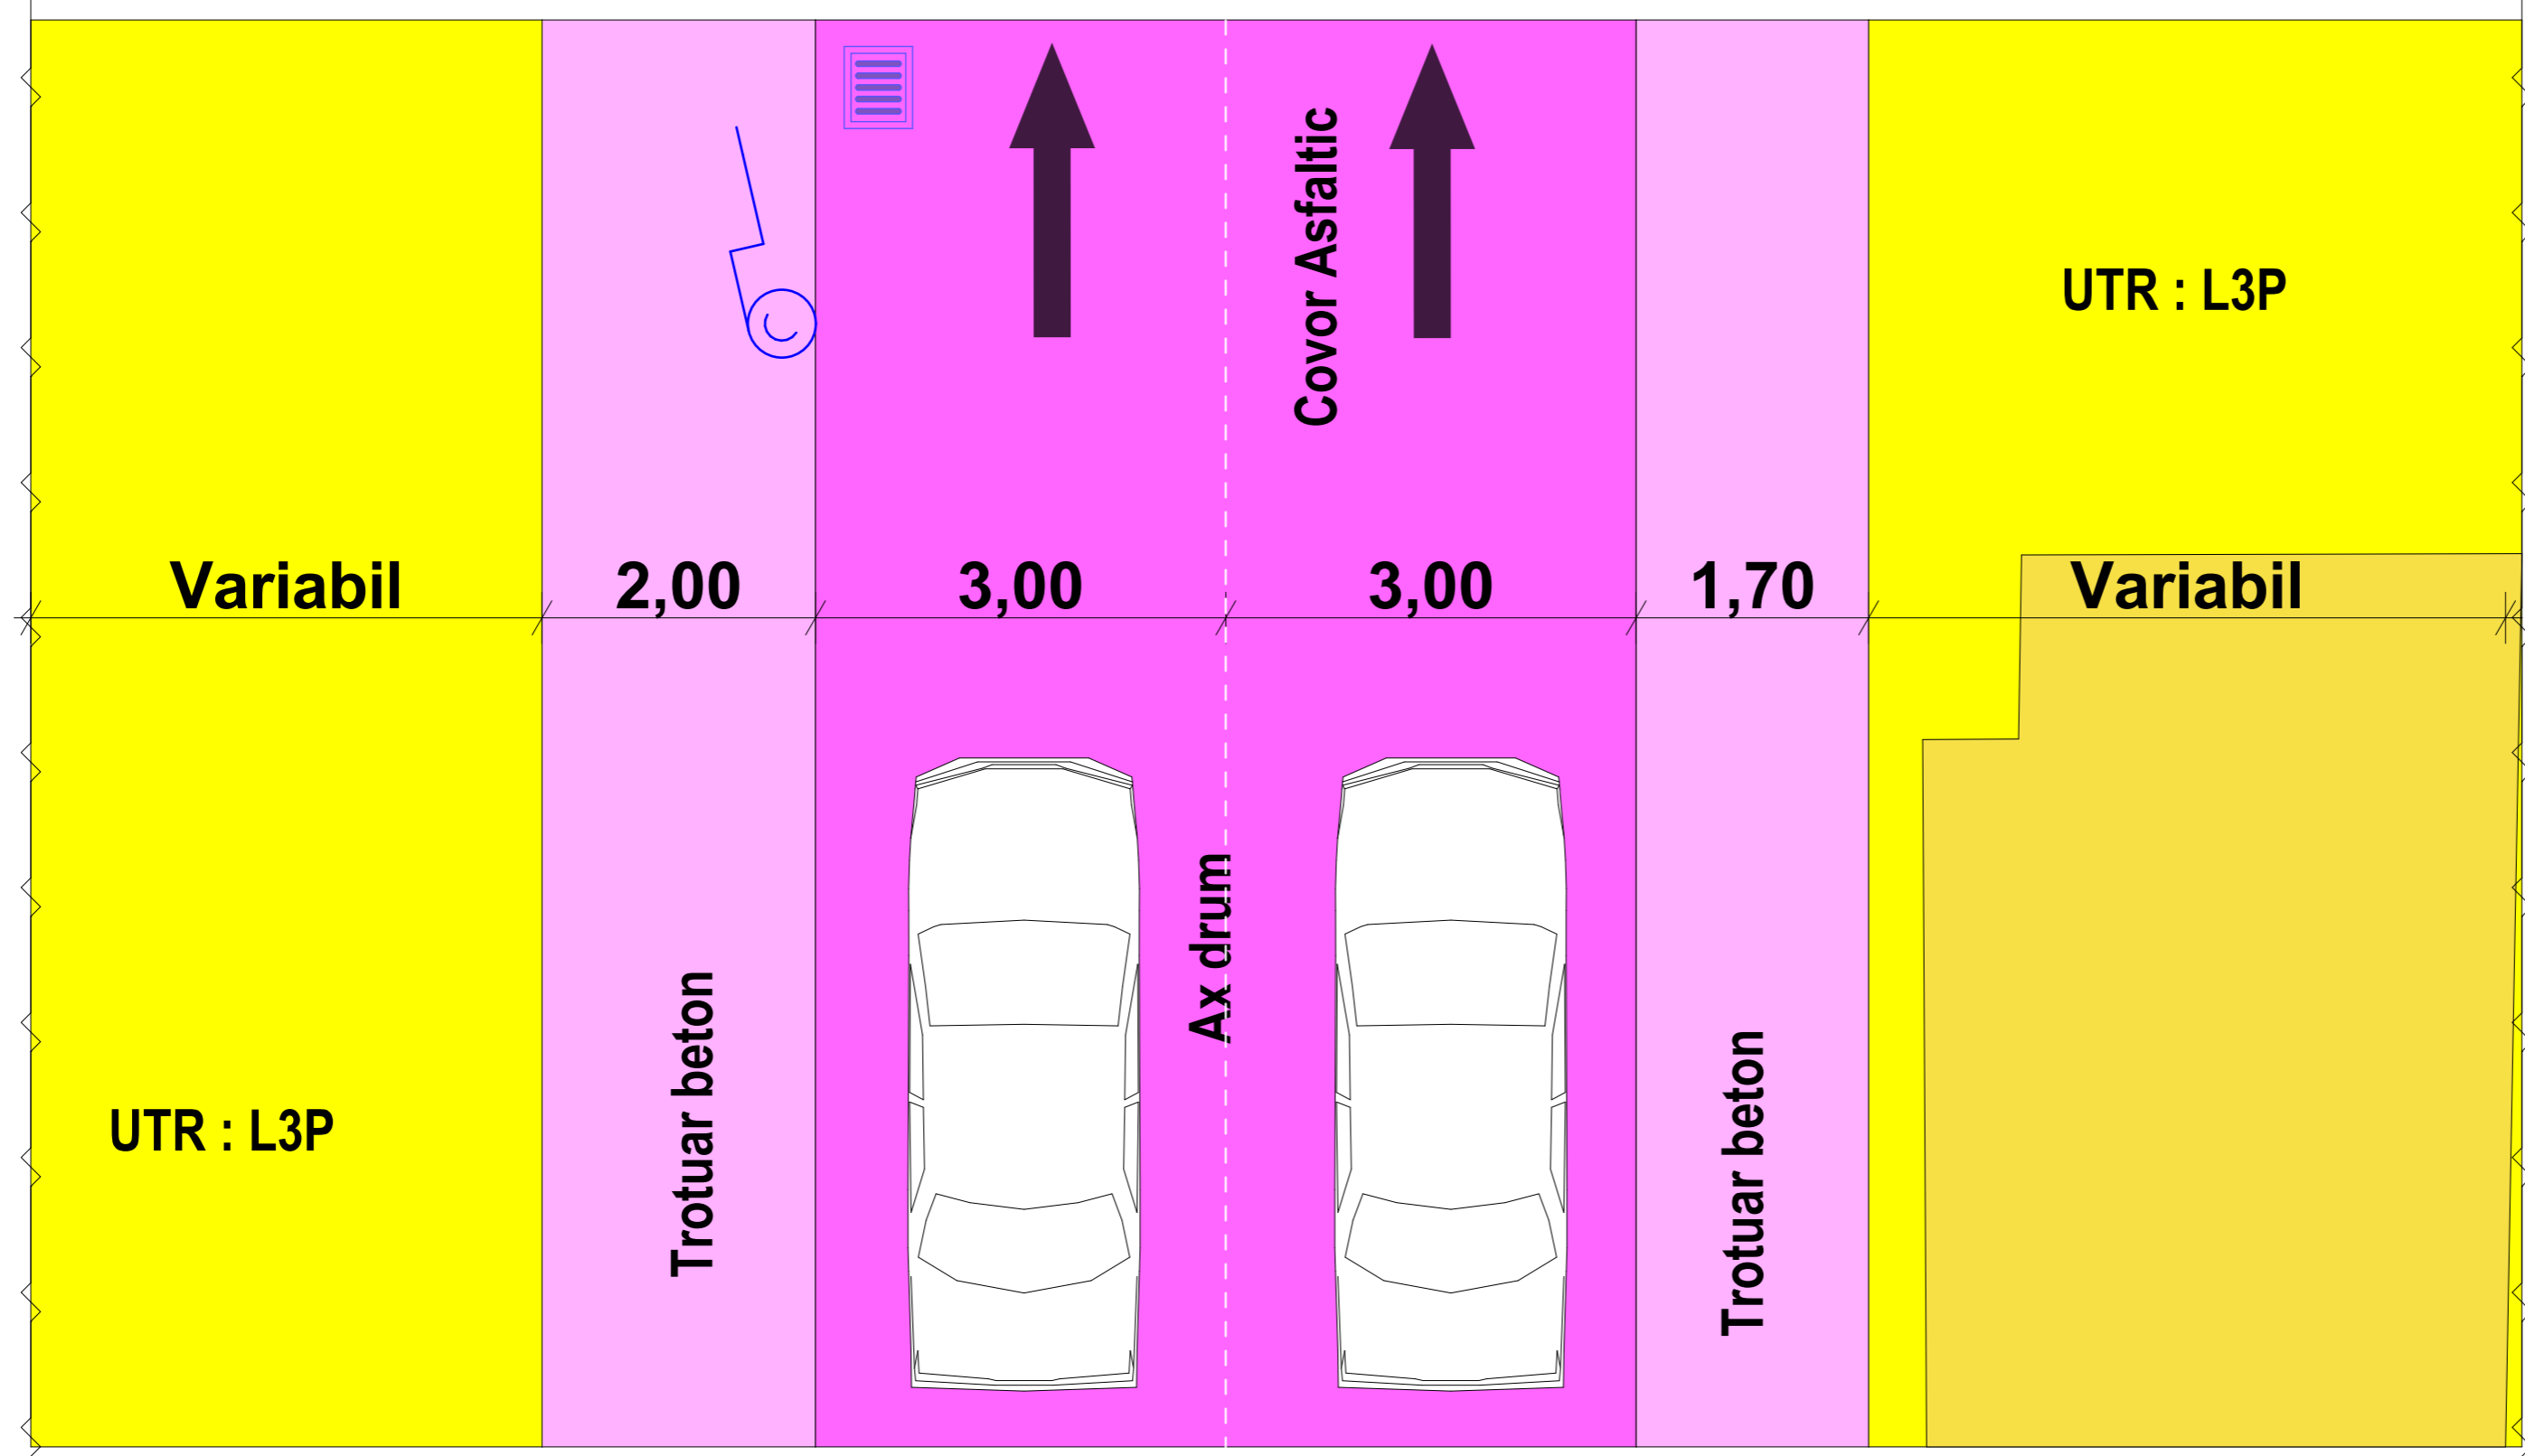 Covor Asfaltic
UTR : L3P
Variabil
2,00
3,00
3,00
1,70
Variabil
Ax drum
Trotuar beton
Trotuar beton
UTR : L3P